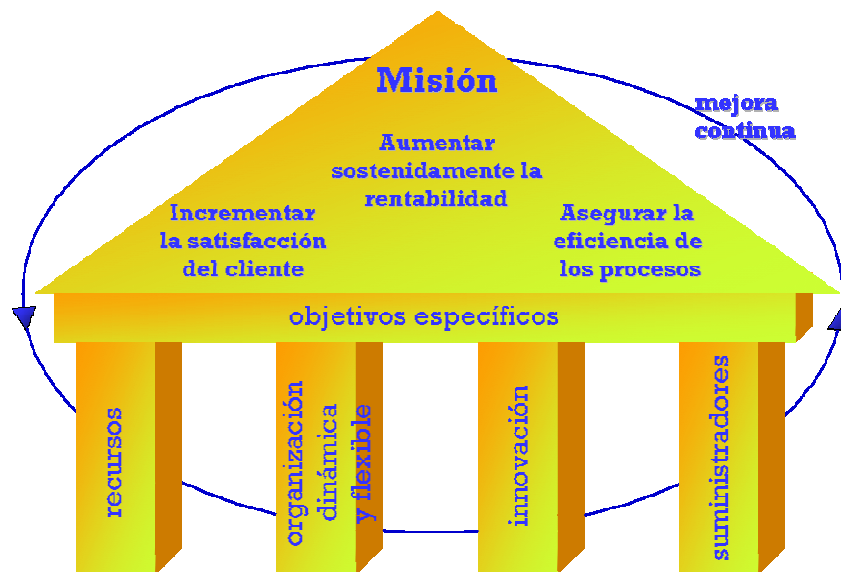 Misión
mejora
continua
Aumentar
sostenidamente la
rentabilidad
Incrementar
la satisfacción
del cliente
Asegurar la
eficiencia de
los procesos
objetivos específicos
recursos
organización
dinámica
y flexible
innovación
suministradores